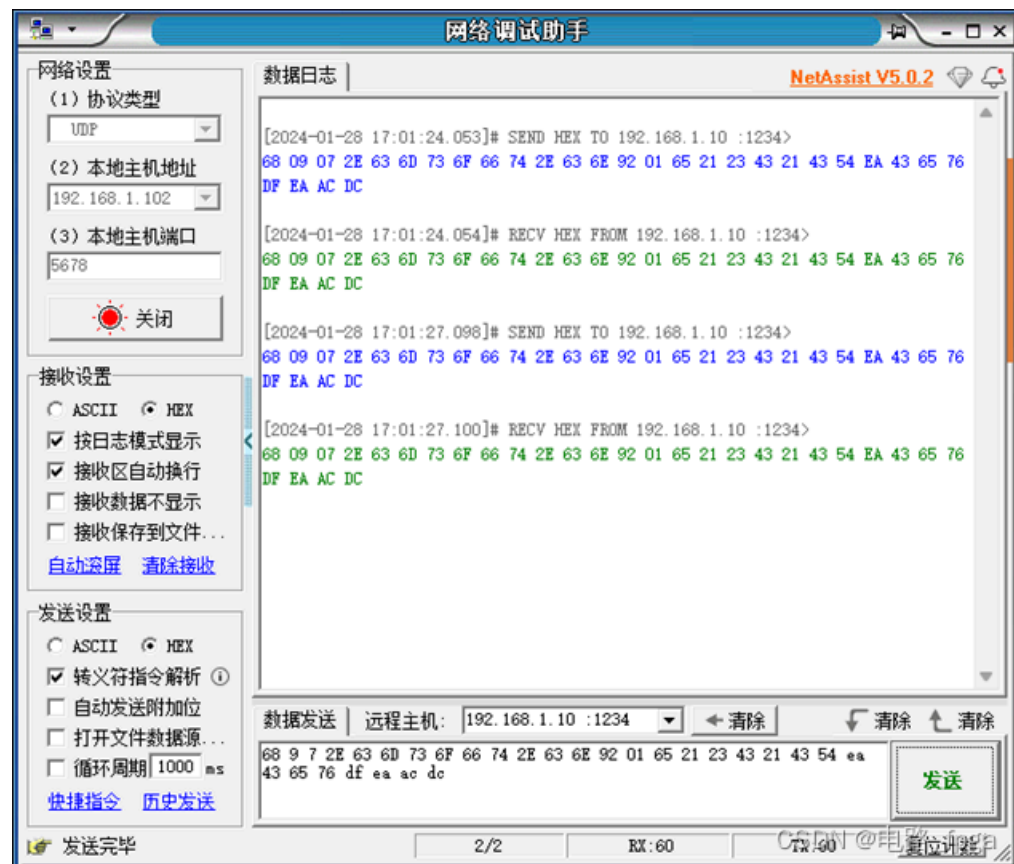 网络调试助手
网络设置
(1) 协议类型
UDP
(2) 本地主机地址
192.168.1.102
(3) 本地主机端口
5678
关闭
接收设置
ASCII HEX
按日志模式显示
接收区自动换行
接收数据不显示
接收保存到文件...
自动滚屏 清除接收
发送设置
ASCII HEX
转义符指令解析
自动发送附加位
打开文件数据源...
循环周期 1000 ms
快捷指令 历史发送
数据日志
NetAssist V5.0.2
[2024-01-28 17:01:24.053]# SEND HEX TO 192.168.1.10 :1234>
68 09 07 2E 63 6D 73 6F 66 74 2E 63 6E 92 01 65 21 23 43 21 43 54 EA 43 65 76
DF EA AC DC
[2024-01-28 17:01:24.054]# RECV HEX FROM 192.168.1.10 :1234>
68 09 07 2E 63 6D 73 6F 66 74 2E 63 6E 92 01 65 21 23 43 21 43 54 EA 43 65 76
DF EA AC DC
[2024-01-28 17:01:27.098]# SEND HEX TO 192.168.1.10 :1234>
68 09 07 2E 63 6D 73 6F 66 74 2E 63 6E 92 01 65 21 23 43 21 43 54 EA 43 65 76
DF EA AC DC
[2024-01-28 17:01:27.100]# RECV HEX FROM 192.168.1.10 :1234>
68 09 07 2E 63 6D 73 6F 66 74 2E 63 6E 92 01 65 21 23 43 21 43 54 EA 43 65 76
DF EA AC DC
数据发送 远程主机: 192.168.1.10 :1234 清除 清除 清除
68 9 7 2E 63 6D 73 6F 66 74 2E 63 6E 92 01 65 21 23 43 21 43 54 ea
43 65 76 df ea ac dc
发送
发送完毕 2/2 RX:60 TX:60 复位计数
CSDN @电路